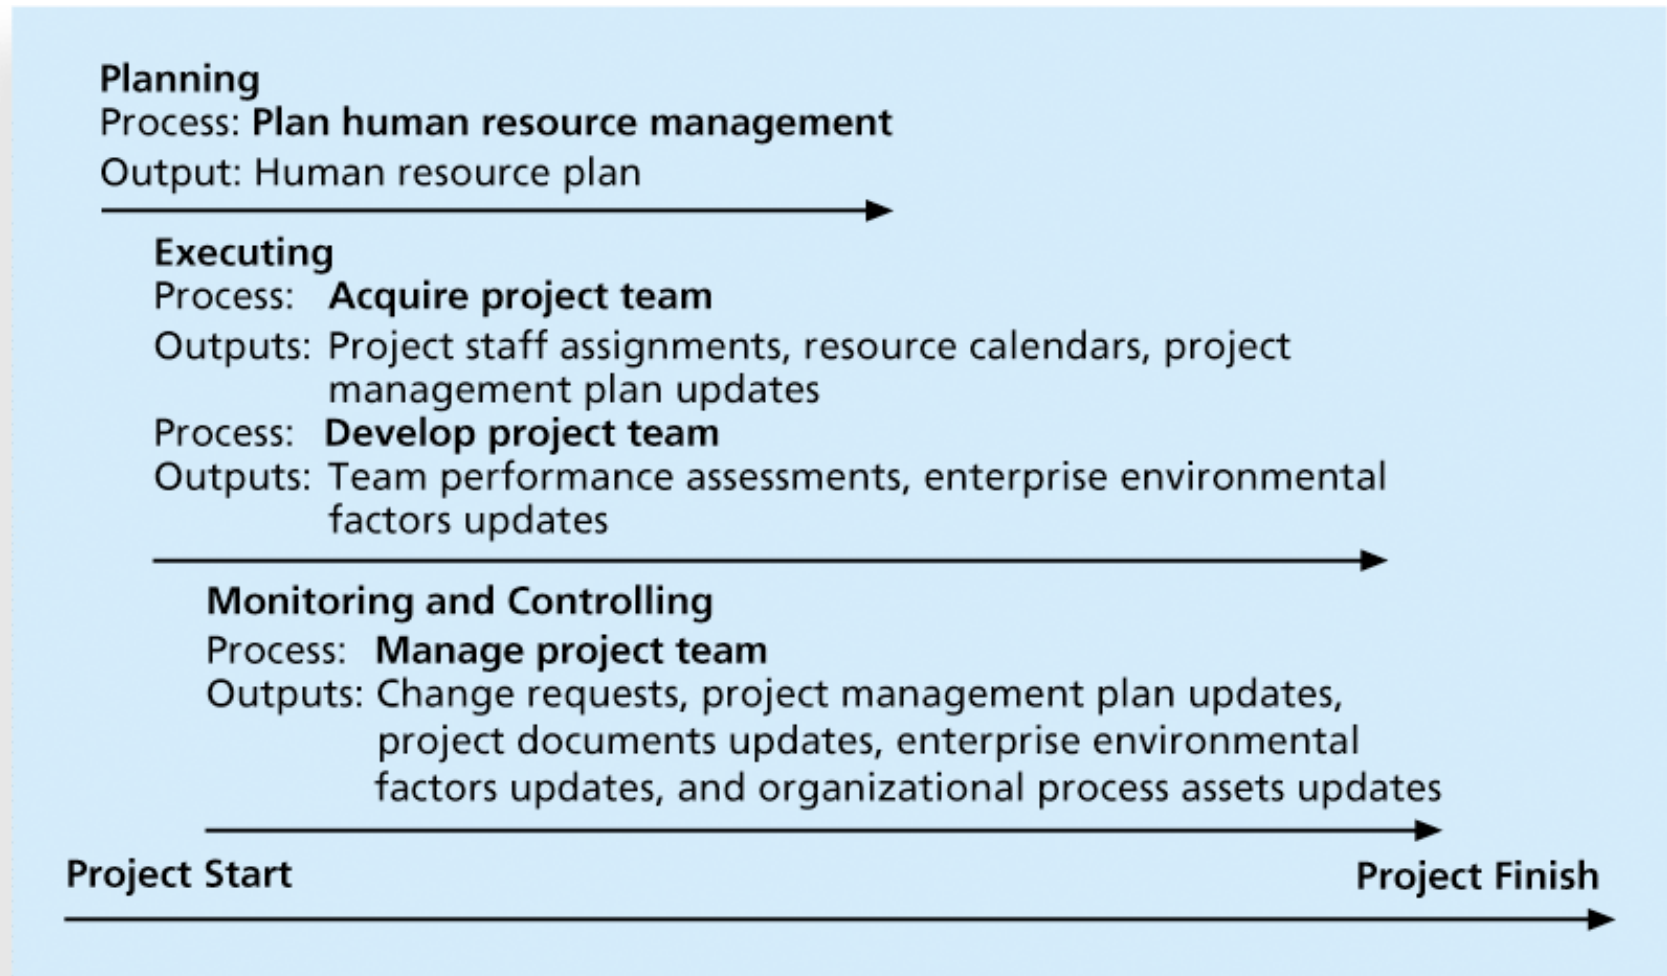 Planning
Process: Plan human resource management
Output: Human resource plan
Executing
Process: Acquire project team
Outputs: Project staff assignments, resource calendars, project
management plan updates
Process: Develop project team
Outputs: Team performance assessments, enterprise environmental
factors updates
Monitoring and Controlling
Process: Manage project team
Outputs: Change requests, project management plan updates,
project documents updates, enterprise environmental
factors updates, and organizational process assets updates
Project Start
Project Finish